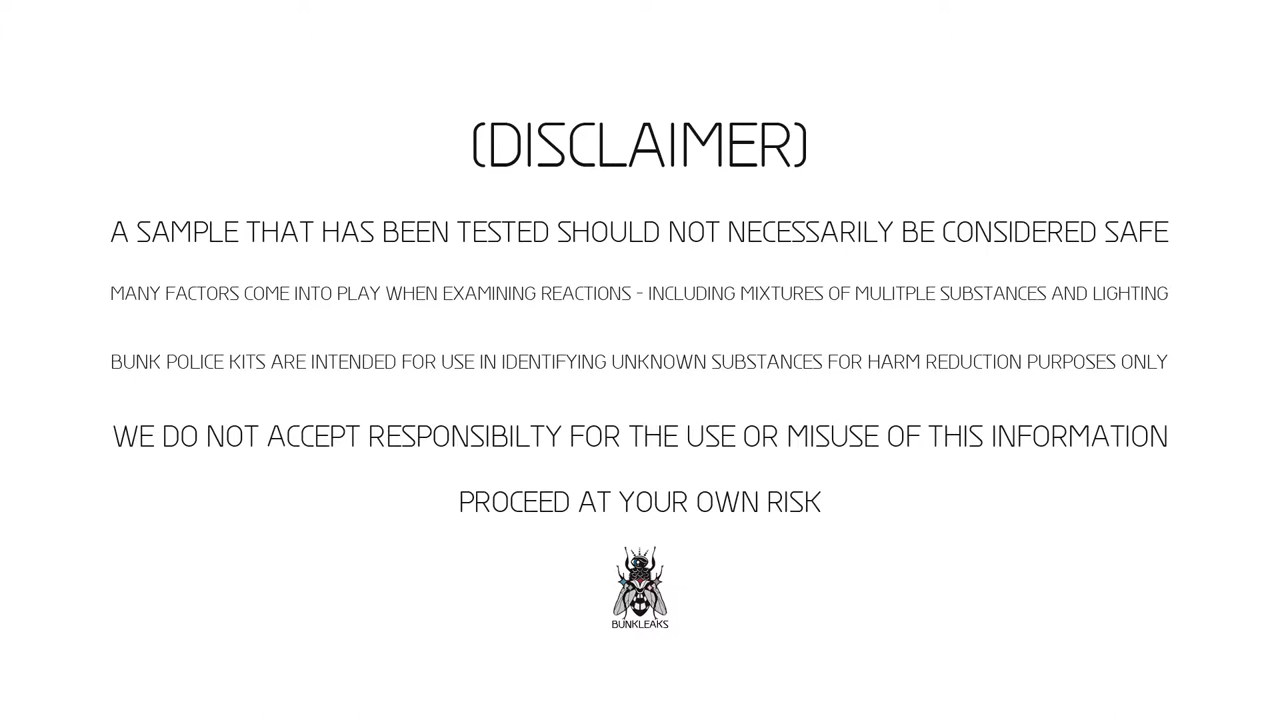 (DISCLAIMER)
A SAMPLE THAT HAS BEEN TESTED SHOULD NOT NECESSARILY BE CONSIDERED SAFE
MANY FACTORS COME INTO PLAY WHEN EXAMINING REACTIONS - INCLUDING MIXTURES OF MULITPLE SUBSTANCES AND LIGHTING
BUNK POLICE KITS ARE INTENDED FOR USE IN IDENTIFYING UNKNOWN SUBSTANCES FOR HARM REDUCTION PURPOSES ONLY
WE DO NOT ACCEPT RESPONSIBILTY FOR THE USE OR MISUSE OF THIS INFORMATION
PROCEED AT YOUR OWN RISK
BUNKLEAKS